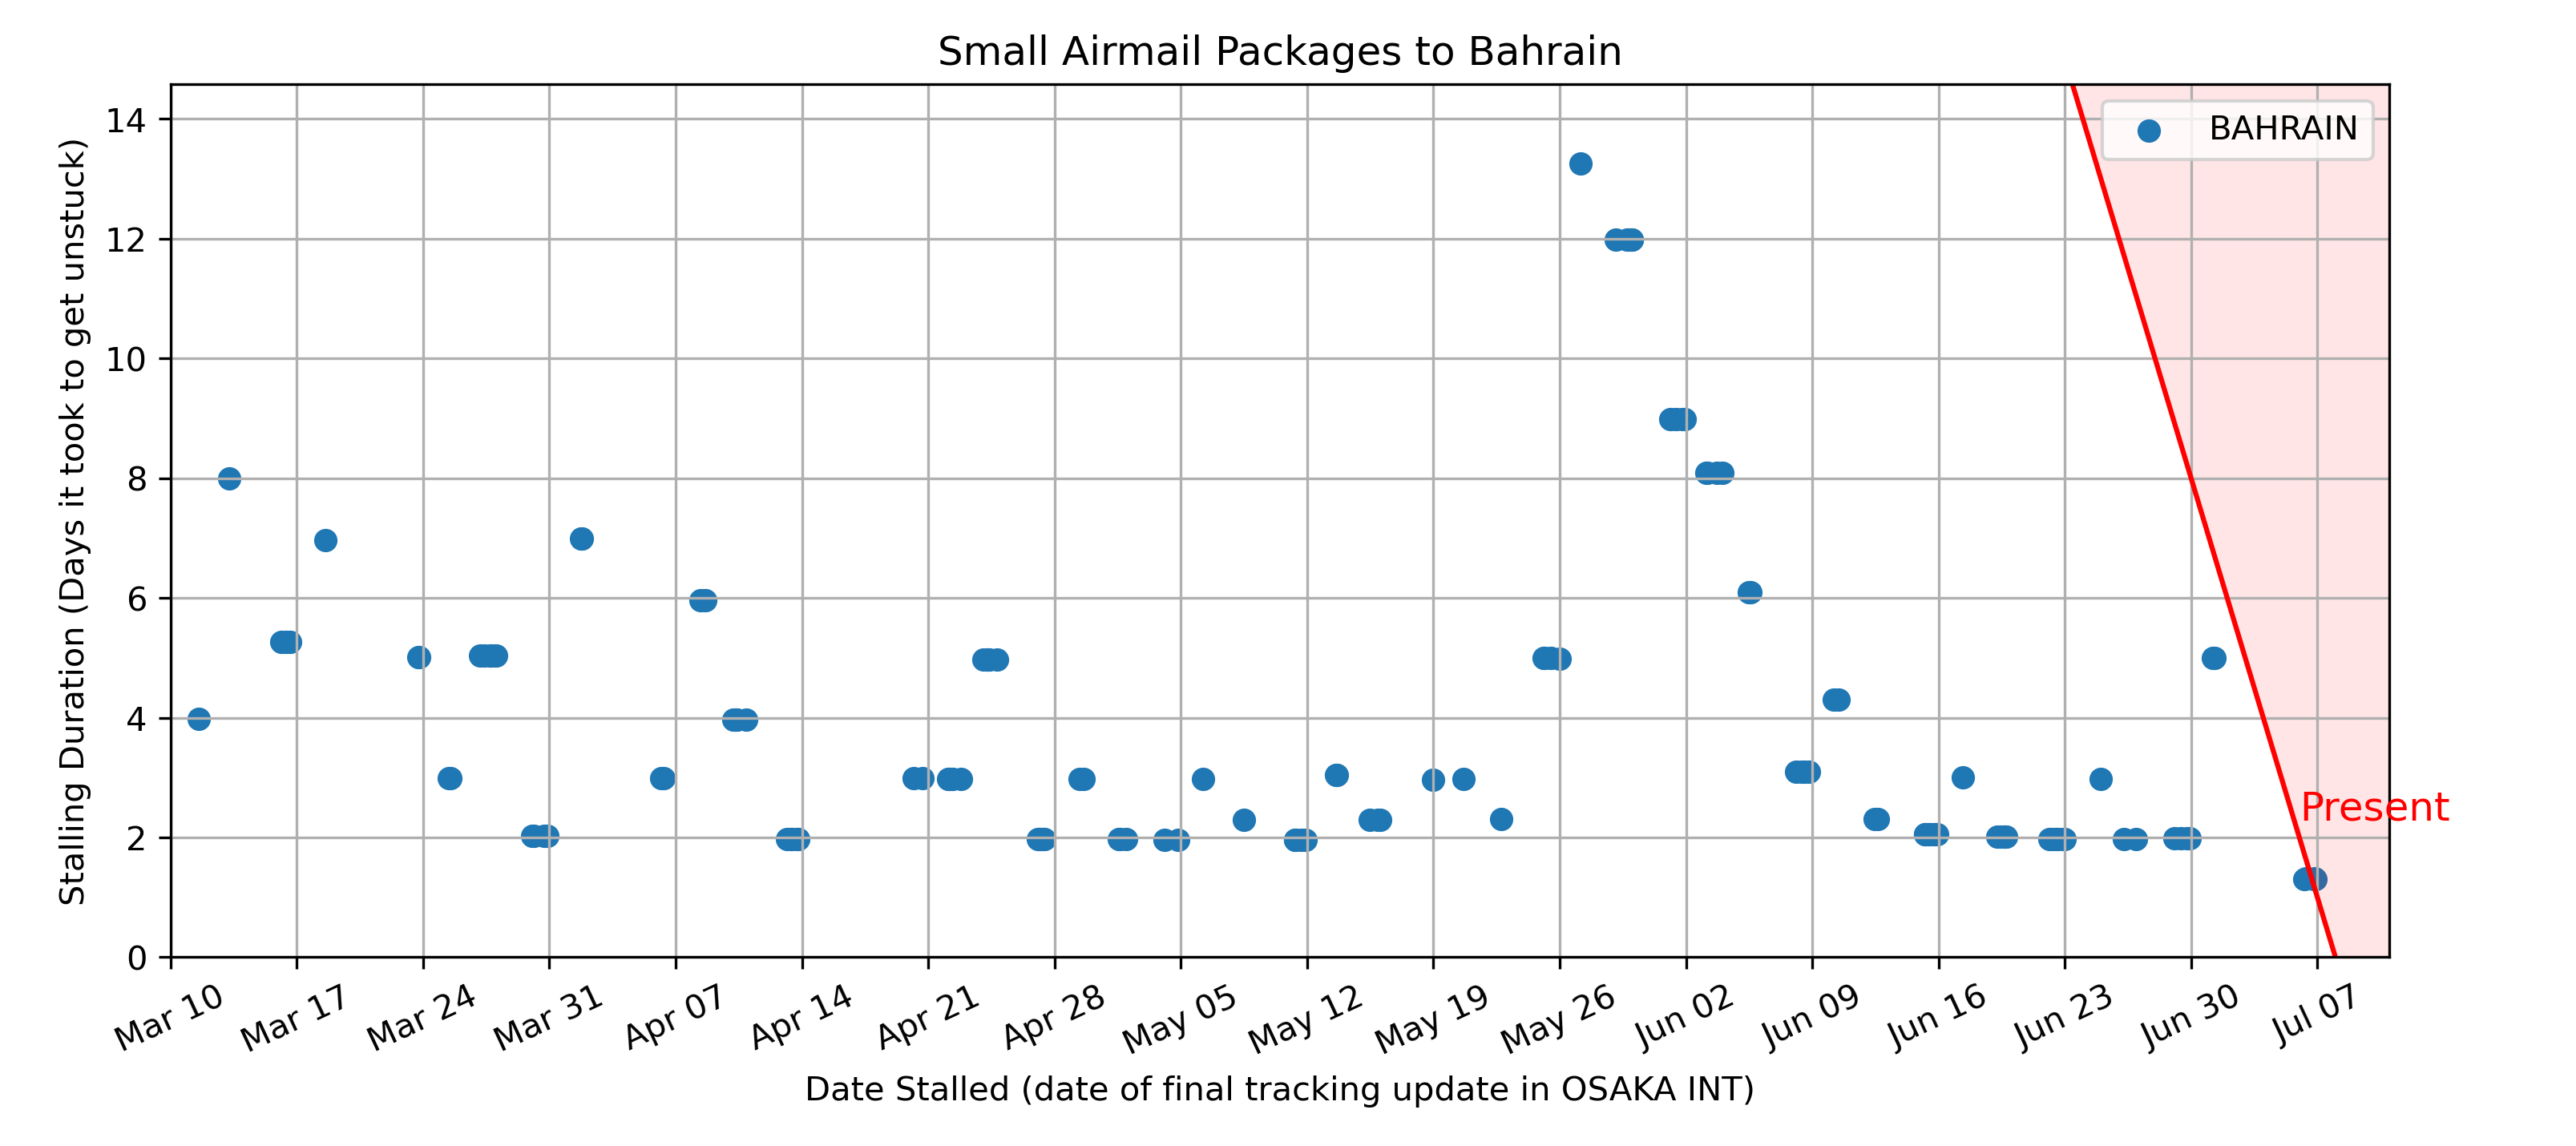 Small Airmail Packages to Bahrain
BAHRAIN
Stalling Duration (Days it took to get unstuck)
14
12
10
8
6
4
2
0
Present
Mar 10
Mar 17
Mar 24
Mar 31
Apr 07
Apr 14
Apr 21
Apr 28
May 05
May 12
May 19
May 26
Jun 02
Jun 09
Jun 16
Jun 23
Jun 30
Jul 07
Date Stalled (date of final tracking update in OSAKA INT)